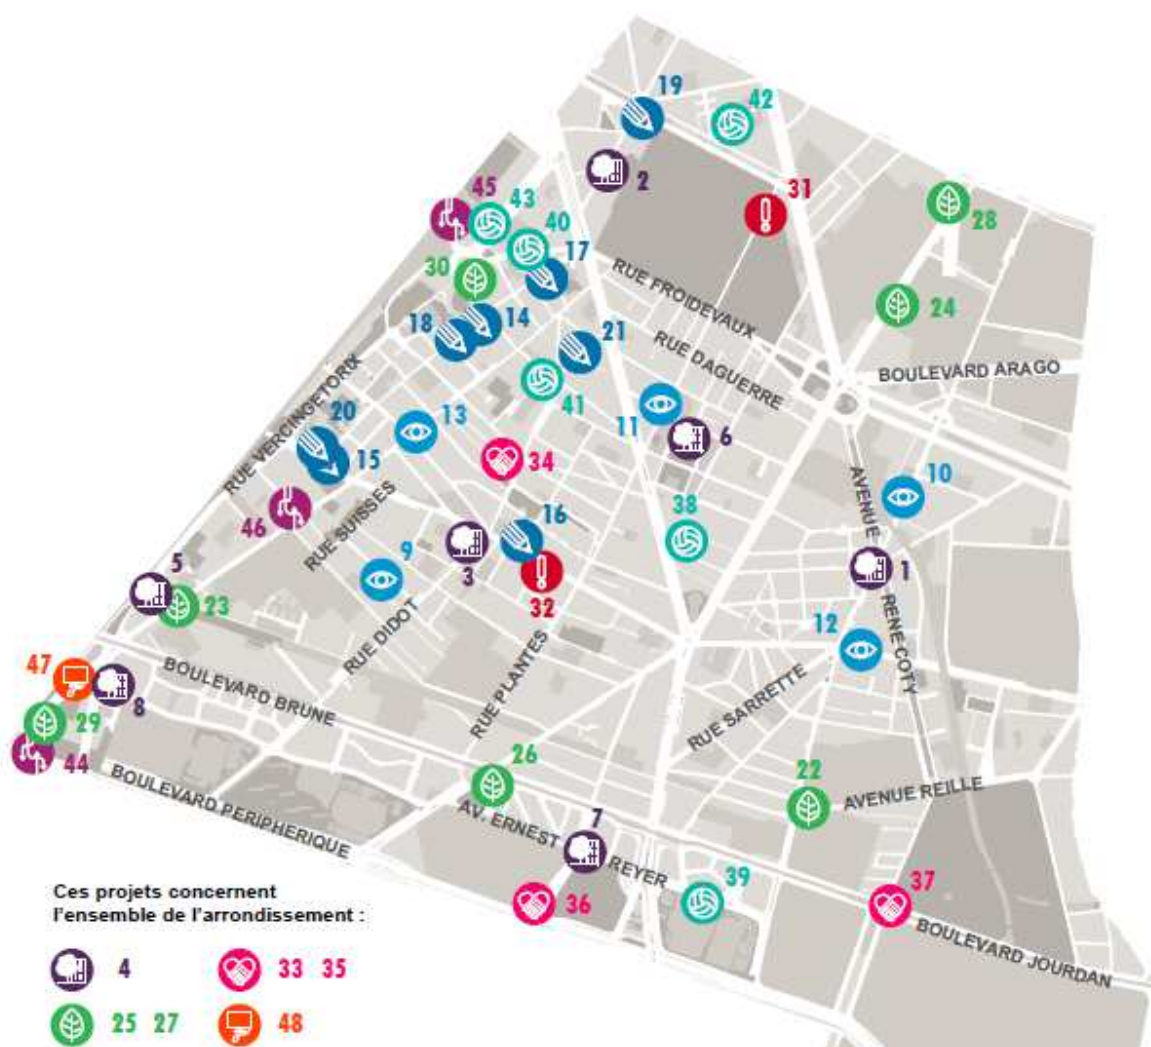 19
42
2
31
45
43
40
28
17
30
24
RUE FROIDEVAUX
18
14
21
RUE DAGUERRE
BOULEVARD ARAGO
41
RUE VERCINGETORIX
20
13
11
6
15
34
10
AVENUE RENE COTY
46
RUE SUISSES
16
38
5
9
3
1
23
32
12
RUE DIDOT
47
8
BOULEVARD BRUNE
RUE PLANTES
RUE SARRETTE
29
44
26
22
AVENUE REILLE
BOULEVARD PERIPHERIQUE
7
AV. ERNEST REYER
39
37
36
BOULEVARD JOURDAN
Ces projets concernent
l'ensemble de l'arrondissement :
4
33 35
25 27
48